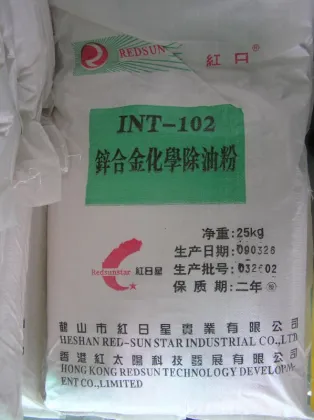 REDSUN 紅日®
INT-102
鋅合金化學除油粉
净重:25kg
生产日期:090326
生产批号:032602
保质期:二年
Redsunstar 紅日星
鶴山市紅日星實業有限公司
HESHAN RED-SUN STAR INDUSTRIAL CO.,LTD
香港紅太陽科技發展有限公司
HONG KONG REDSUN TECHNOLOGY DEVELOPM
ENT CO.,LIMITED